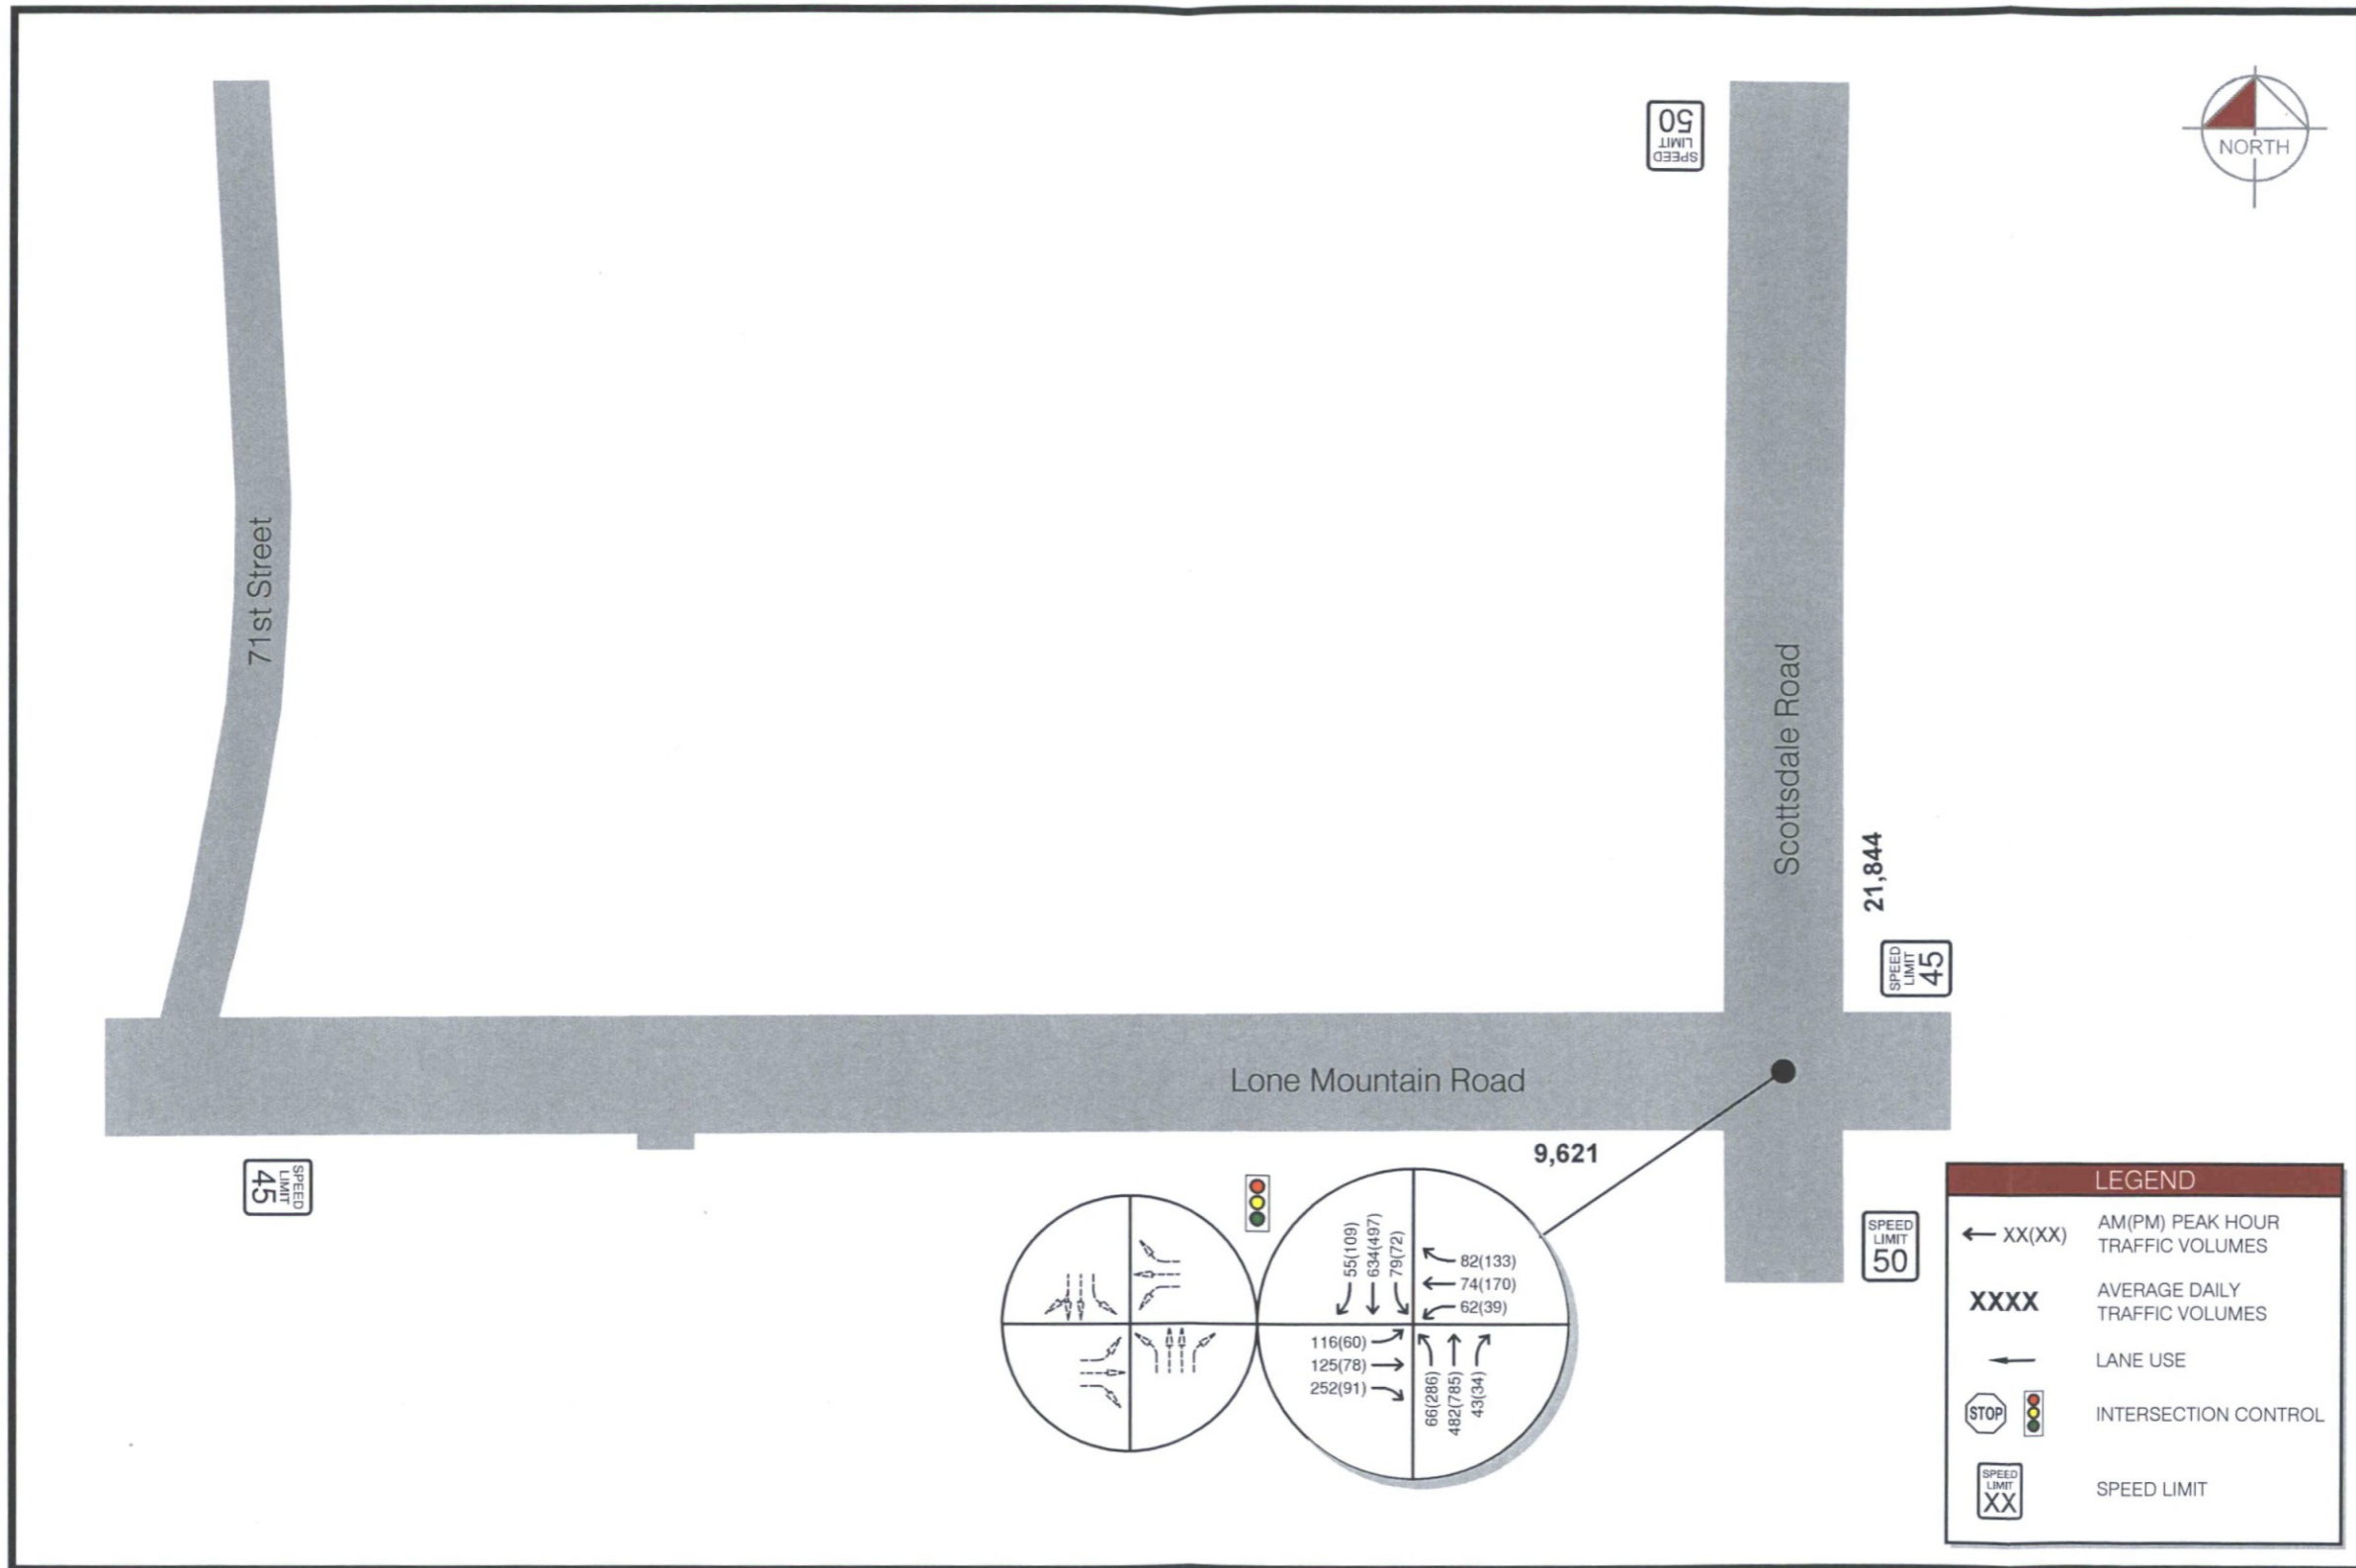 SPEED
LIMIT
50
NORTH
71st Street
Scottsdale Road
21,844
SPEED
LIMIT
45
Lone Mountain Road
9,621
SPEED
LIMIT
45
55(109)
634(497)
79(72)
82(133)
74(170)
62(39)
116(60)
125(78)
252(91)
66(286)
482(785)
43(34)
SPEED
LIMIT
50
LEGEND
XX(XX)
AM(PM) PEAK HOUR
TRAFFIC VOLUMES
XXXX
AVERAGE DAILY
TRAFFIC VOLUMES
LANE USE
STOP
INTERSECTION CONTROL
SPEED
LIMIT
XX
SPEED LIMIT